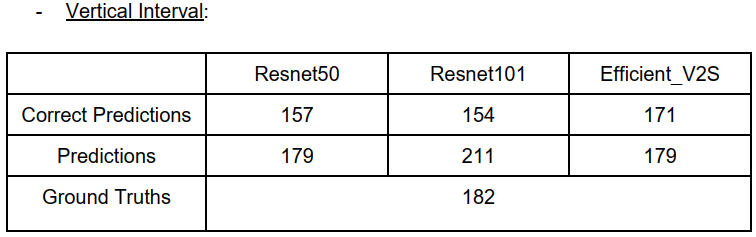 - Vertical Interval:
Resnet50 Resnet101 Efficient_V2S
Correct Predictions 157 154 171
Predictions 179 211 179
Ground Truths 182